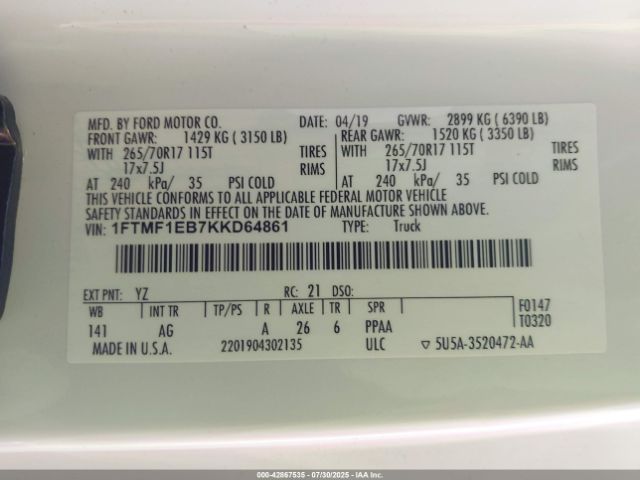 MFD. BY FORD MOTOR CO. DATE: 04/19 GVWR: 2899 KG ( 6390 LB)
FRONT GAWR: 1429 KG ( 3150 LB) REAR GAWR: 1520 KG ( 3350 LB)
WITH 265/70R17 115T TIRES WITH 265/70R17 115T TIRES
17x7.5J RIMS 17x7.5J RIMS
AT 240 kPa/ 35 PSI COLD AT 240 kPa/ 35 PSI COLD
THIS VEHICLE CONFORMS TO ALL APPLICABLE FEDERAL MOTOR VEHICLE
SAFETY STANDARDS IN EFFECT ON THE DATE OF MANUFACTURE SHOWN ABOVE.
VIN: 1FTMF1EB7KKD64861 TYPE: Truck
EXT PNT: YZ RC: 21 DSO:
WB INT TR TP/PS R AXLE TR SPR F0147
141 AG A 26 6 PPAA T0320
MADE IN U.S.A. 2201904302135 ULC ▽ 5U5A-3520472-AA
000-42867535 | 07/30/2025 | IAA Inc.